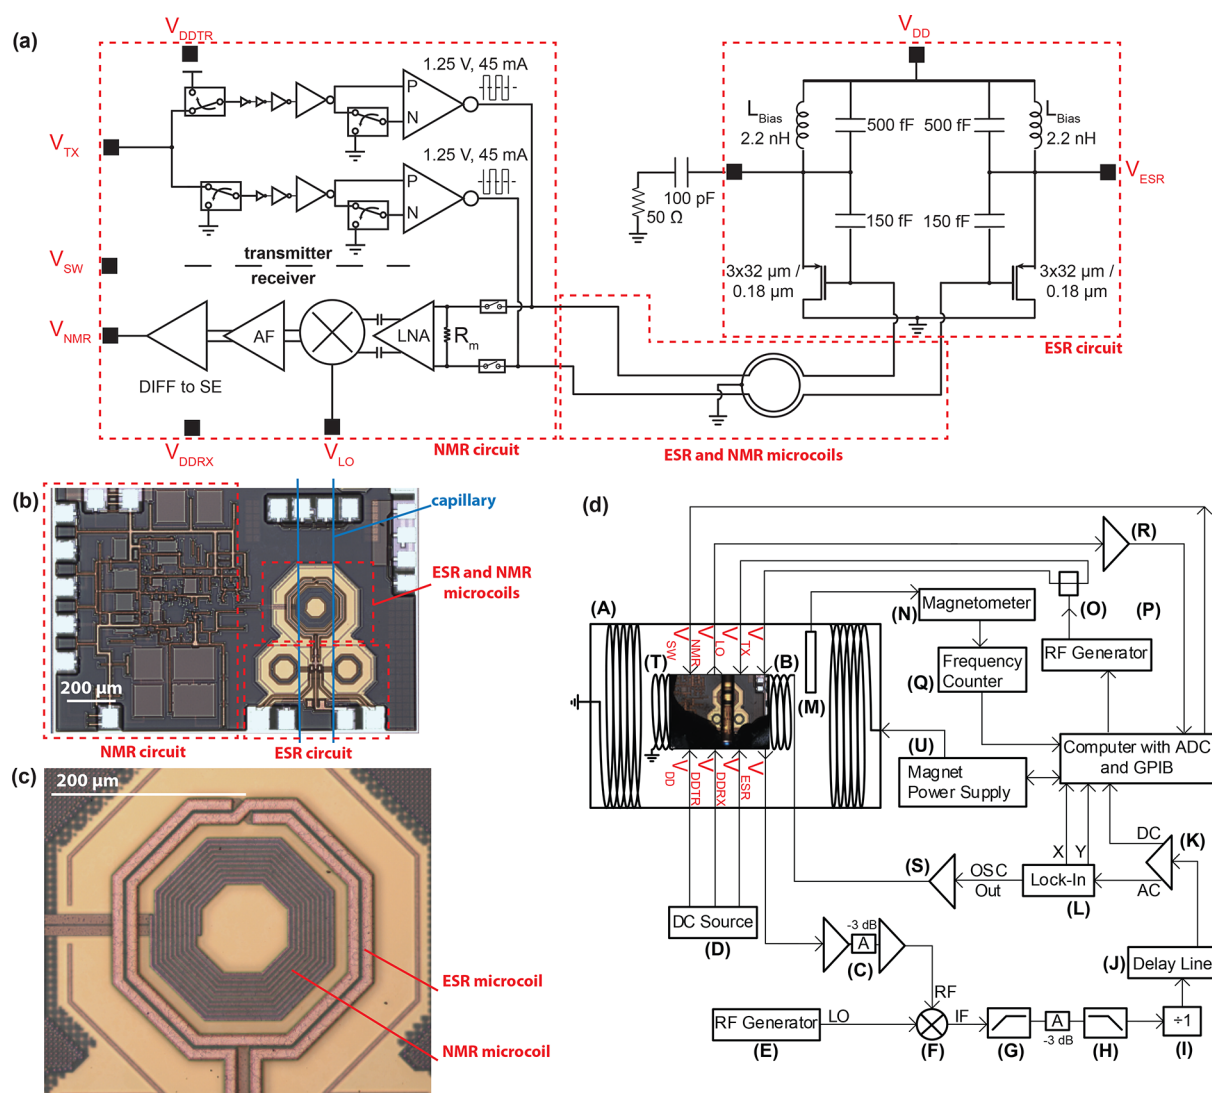 (a)
V_DDTR
V_TX
V_SW
V_NMR
V_DDRX
V_LO
1.25 V, 45 mA
P
N
1.25 V, 45 mA
P
N
transmitter
receiver
DIFF to SE
AF
LNA
R_m
NMR circuit
ESR and NMR microcoils
V_DD
L_Bias
2.2 nH
500 fF
500 fF
L_Bias
2.2 nH
V_ESR
100 pF
50 Ω
150 fF
150 fF
3x32 µm /
0.18 µm
3x32 µm /
0.18 µm
ESR circuit
(b)
capillary
ESR and NMR
microcoils
200 µm
NMR circuit
ESR circuit
(c)
200 µm
ESR microcoil
NMR microcoil
(d)
(A)
(T)
V_SW
V_NMR
V_LO
V_TX
(B)
(M)
V_DD
V_DDTR
V_DDRX
V_ESR
(R)
(N)
Magnetometer
(O)
(P)
RF Generator
(Q)
Frequency
Counter
(U)
Magnet
Power Supply
Computer with ADC
and GPIB
X
Y
DC
(K)
AC
(S)
OSC
Out
Lock-In
(L)
DC Source
(D)
-3 dB
A
(C)
(J)
Delay Line
RF
RF Generator
LO
(E)
(F)
IF
(G)
A
-3 dB
(H)
÷1
(I)